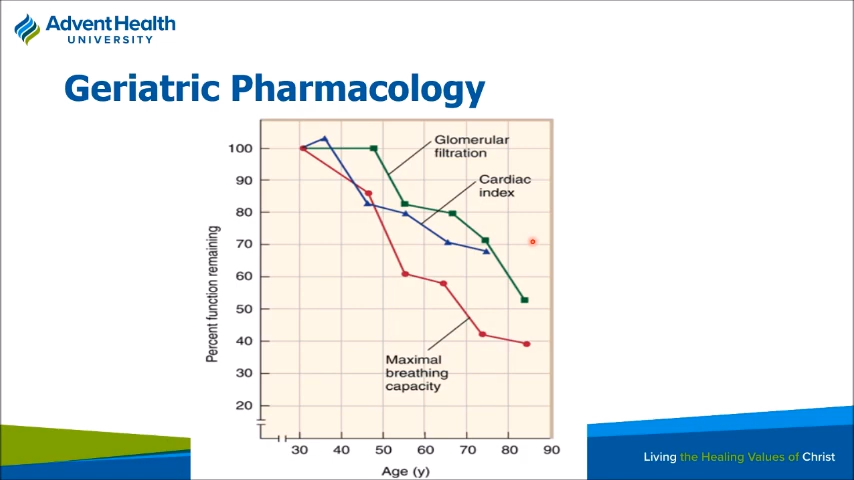 AdventHealth
UNIVERSITY
Geriatric Pharmacology
Glomerular
filtration
Cardiac
index
Maximal
breathing
capacity
Percent function remaining
100
90
80
70
60
50
40
30
20
30 40 50 60 70 80 90
Age (y)
Living the Healing Values of Christ